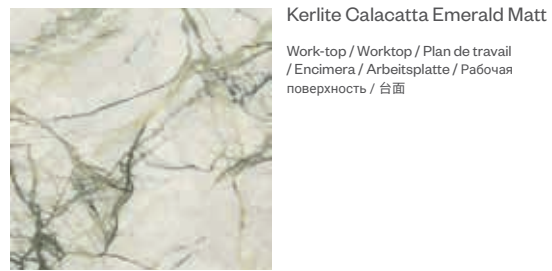 Kerlite Calacatta Emerald Matt
Work-top / Worktop / Plan de travail
/ Encimera / Arbeitsplatte / Рабочая
поверхность / 台面